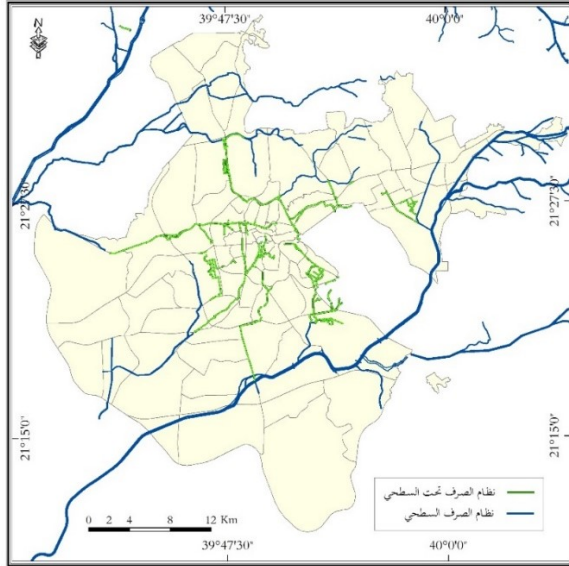 39°47'30" 40°0'0"
N
21°27'30" 21°27'30"
21°15'0" 21°15'0"
نظام الصرف تحت السطحي
نظام الصرف السطحي
0 2 4 8 12 Km
39°47'30" 40°0'0"